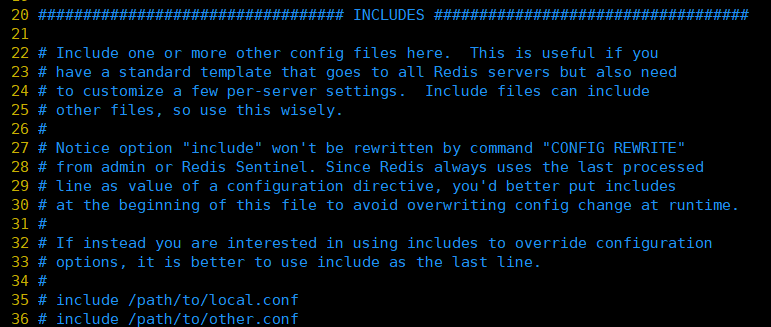 20 ################################## INCLUDES ###################################
21
22 # Include one or more other config files here.  This is useful if you
23 # have a standard template that goes to all Redis servers but also need
24 # to customize a few per-server settings.  Include files can include
25 # other files, so use this wisely.
26 #
27 # Notice option "include" won't be rewritten by command "CONFIG REWRITE"
28 # from admin or Redis Sentinel. Since Redis always uses the last processed
29 # line as value of a configuration directive, you'd better put includes
30 # at the beginning of this file to avoid overwriting config change at runtime.
31 #
32 # If instead you are interested in using includes to override configuration
33 # options, it is better to use include as the last line.
34 #
35 # include /path/to/local.conf
36 # include /path/to/other.conf